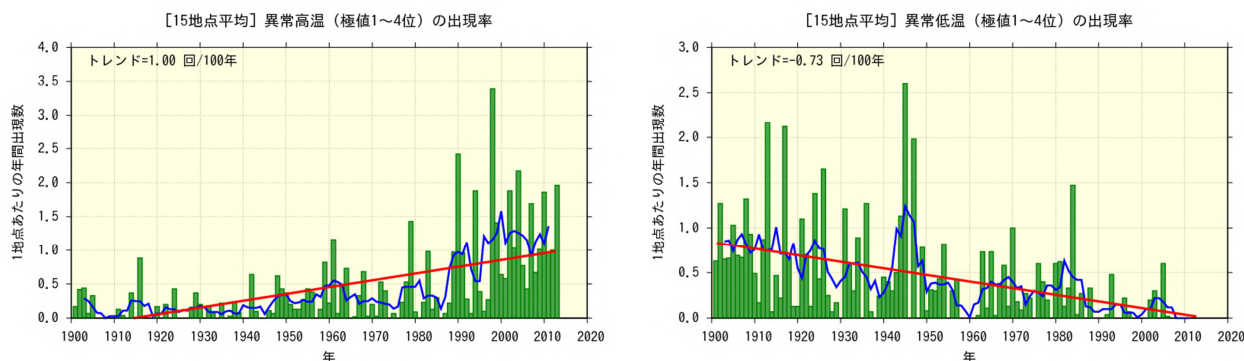 [15地点平均] 異常高温（極値1～4位）の出現率
トレンド=1.00 回/100年
1地点あたりの年間出現数
4.0
3.5
3.0
2.5
2.0
1.5
1.0
0.5
0.0
1900 1910 1920 1930 1940 1950 1960 1970 1980 1990 2000 2010 2020
年
[15地点平均] 異常低温（極値1～4位）の出現率
トレンド=-0.73 回/100年
1地点あたりの年間出現数
3.0
2.5
2.0
1.5
1.0
0.5
0.0
1900 1910 1920 1930 1940 1950 1960 1970 1980 1990 2000 2010 2020
年